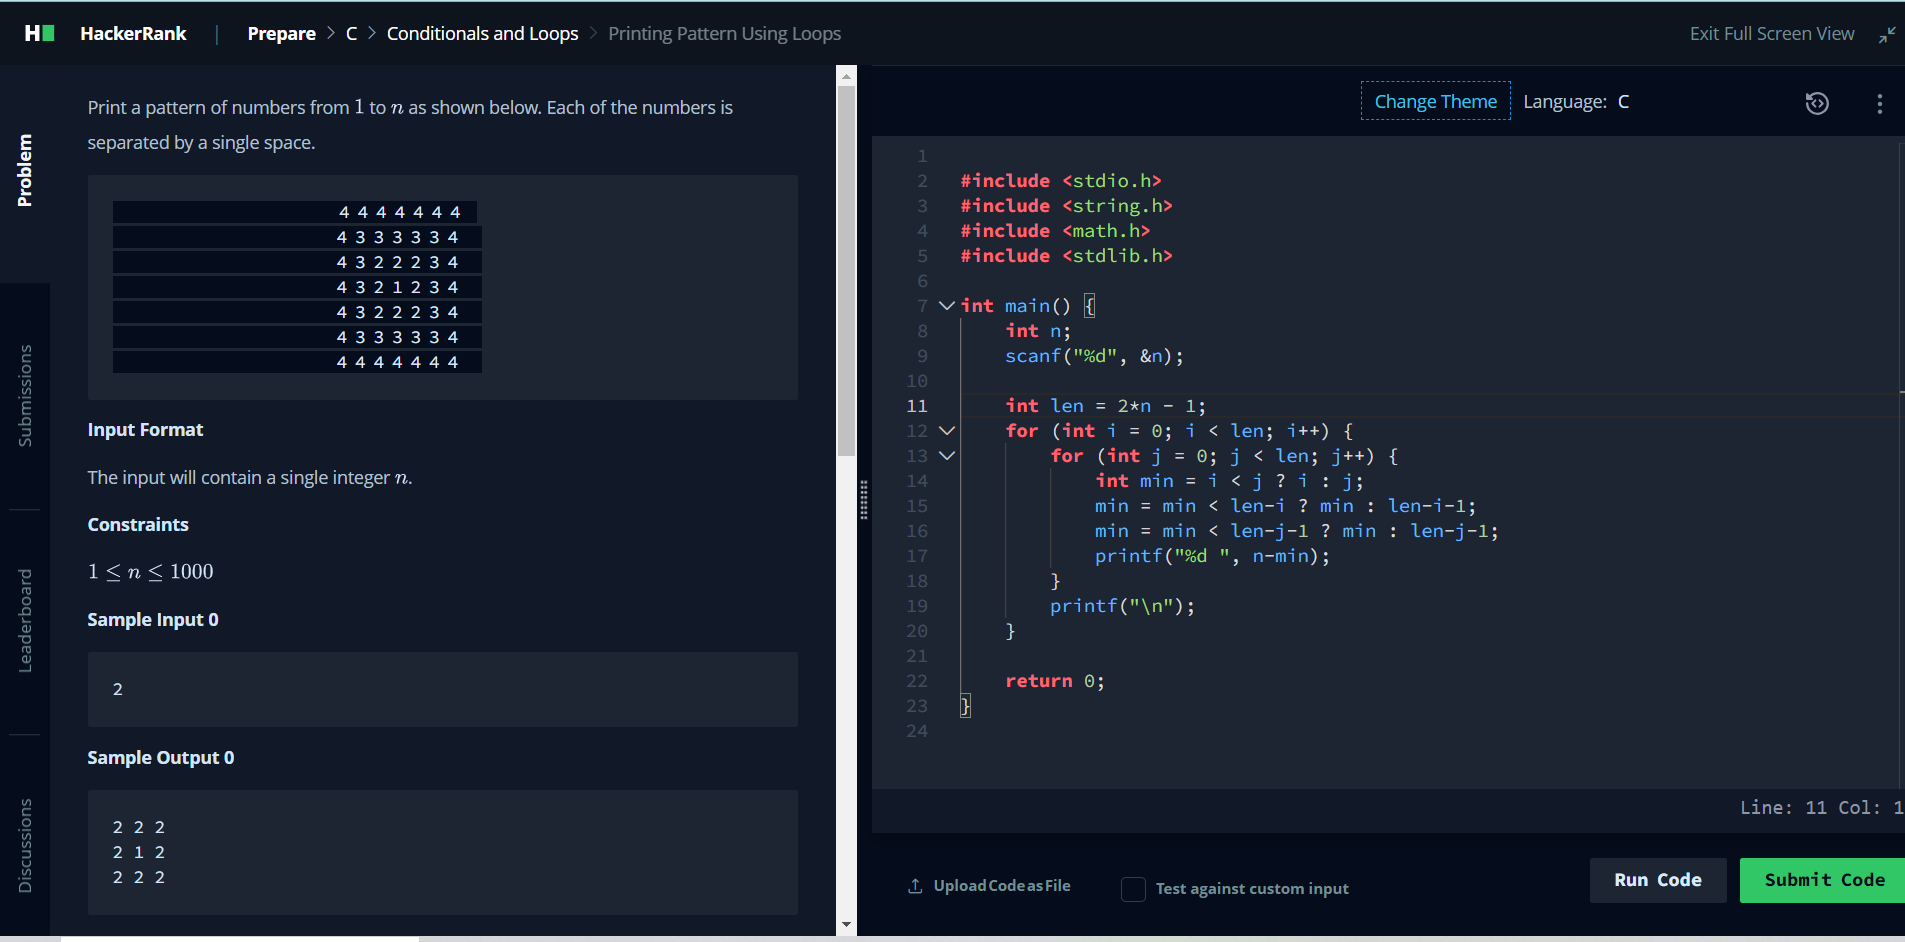 HackerRank | Prepare > C > Conditionals and Loops > Printing Pattern Using Loops
Exit Full Screen View
Problem
Submissions
Leaderboard
Discussions
Print a pattern of numbers from 1 to n as shown below. Each of the numbers is
separated by a single space.
4 4 4 4 4 4 4
4 3 3 3 3 3 4
4 3 2 2 2 3 4
4 3 2 1 2 3 4
4 3 2 2 2 3 4
4 3 3 3 3 3 4
4 4 4 4 4 4 4
Input Format
The input will contain a single integer n.
Constraints
1 ≤ n ≤ 1000
Sample Input 0
2
Sample Output 0
2 2 2
2 1 2
2 2 2
Change Theme Language: C
1
2 #include <stdio.h>
3 #include <string.h>
4 #include <math.h>
5 #include <stdlib.h>
6
7 int main() {
8     int n;
9     scanf("%d", &n);
10
11     int len = 2*n - 1;
12     for (int i = 0; i < len; i++) {
13         for (int j = 0; j < len; j++) {
14             int min = i < j ? i : j;
15             min = min < len-i ? min : len-i-1;
16             min = min < len-j-1 ? min : len-j-1;
17             printf("%d ", n-min);
18         }
19         printf("\n");
20     }
21
22     return 0;
23 }
24
Line: 11 Col: 1
Upload Code as File
Test against custom input
Run Code
Submit Code